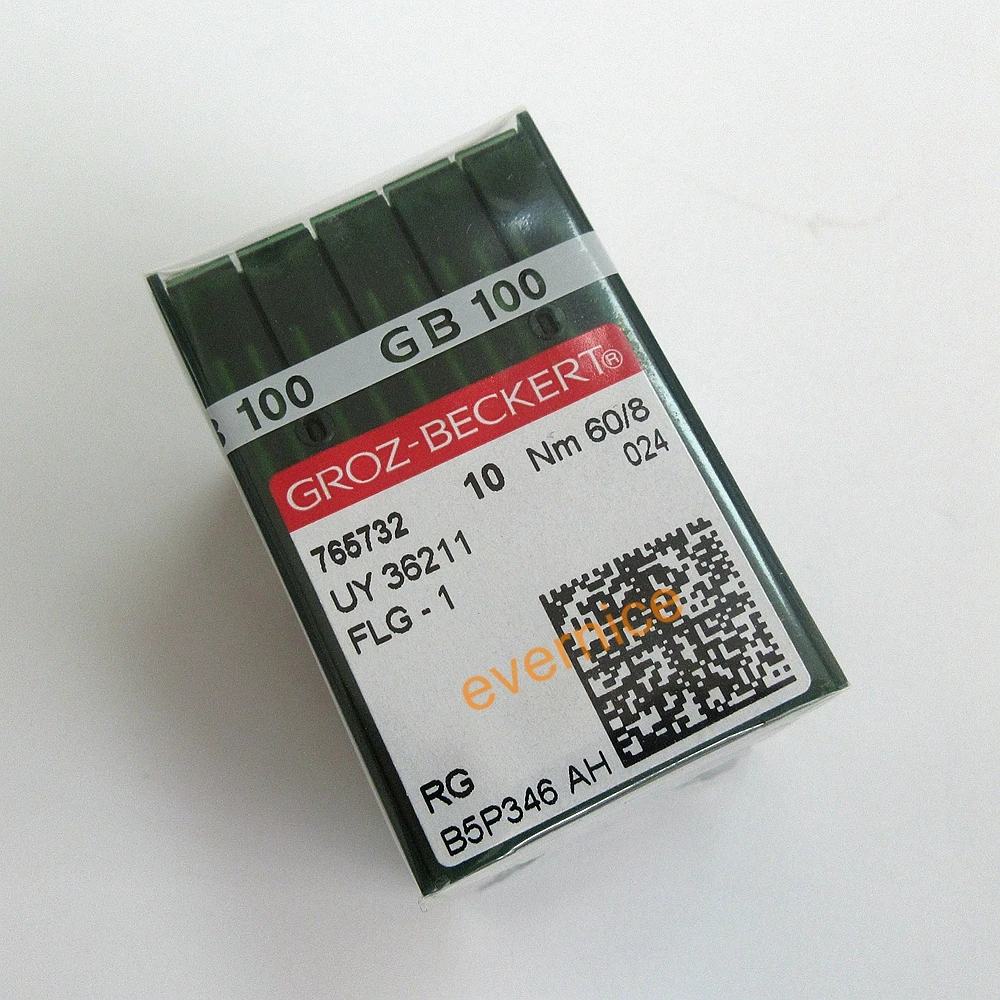 GB 100
100
GROZ-BECKERT®
10 Nm 60/8
024
765732
UY 36211
FLG - 1
evernice
RG
B5P346 AH